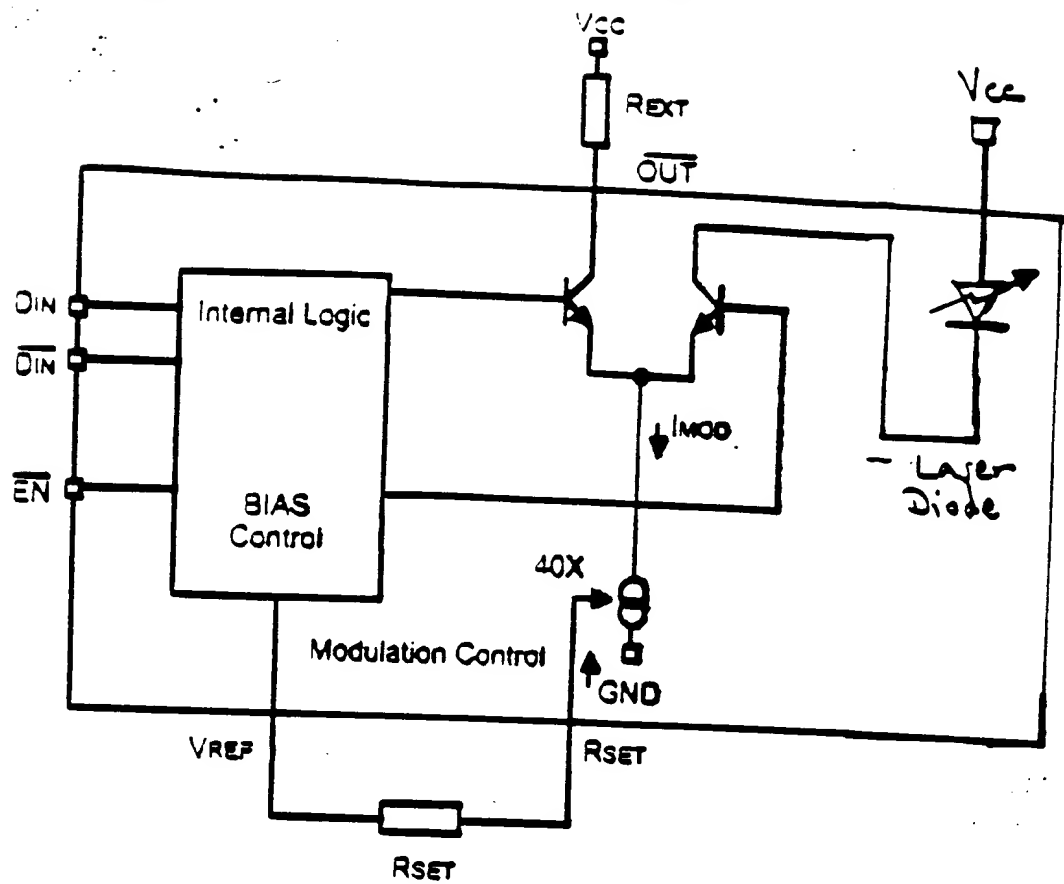 Vcc
REXT
Vcc
OUT
DIN
Internal Logic
DIN
IMOD
EN
BIAS
Control
- Laser
Diode
40X
Modulation Control
GND
VREF
RSET
RSET